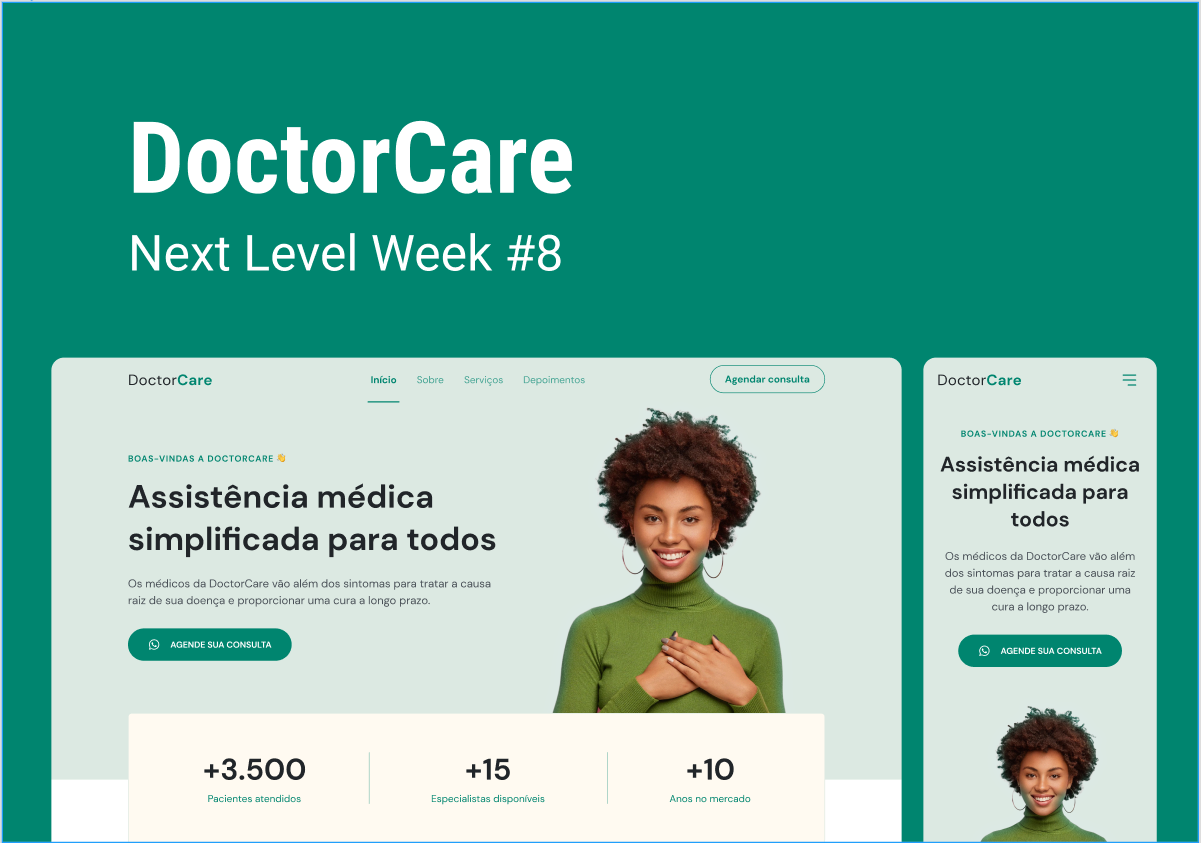 DoctorCare
Next Level Week #8
DoctorCare
Início Sobre Serviços Depoimentos
Agendar consulta
BOAS-VINDAS A DOCTORCARE 👋
Assistência médica
simplificada para todos
Os médicos da DoctorCare vão além dos sintomas para tratar a causa
raiz de sua doença e proporcionar uma cura a longo prazo.
AGENDE SUA CONSULTA
+3.500
Pacientes atendidos
+15
Especialistas disponíveis
+10
Anos no mercado
DoctorCare
BOAS-VINDAS A DOCTORCARE 👋
Assistência médica
simplificada para
todos
Os médicos da DoctorCare vão além
dos sintomas para tratar a causa raiz
de sua doença e proporcionar uma
cura a longo prazo.
AGENDE SUA CONSULTA